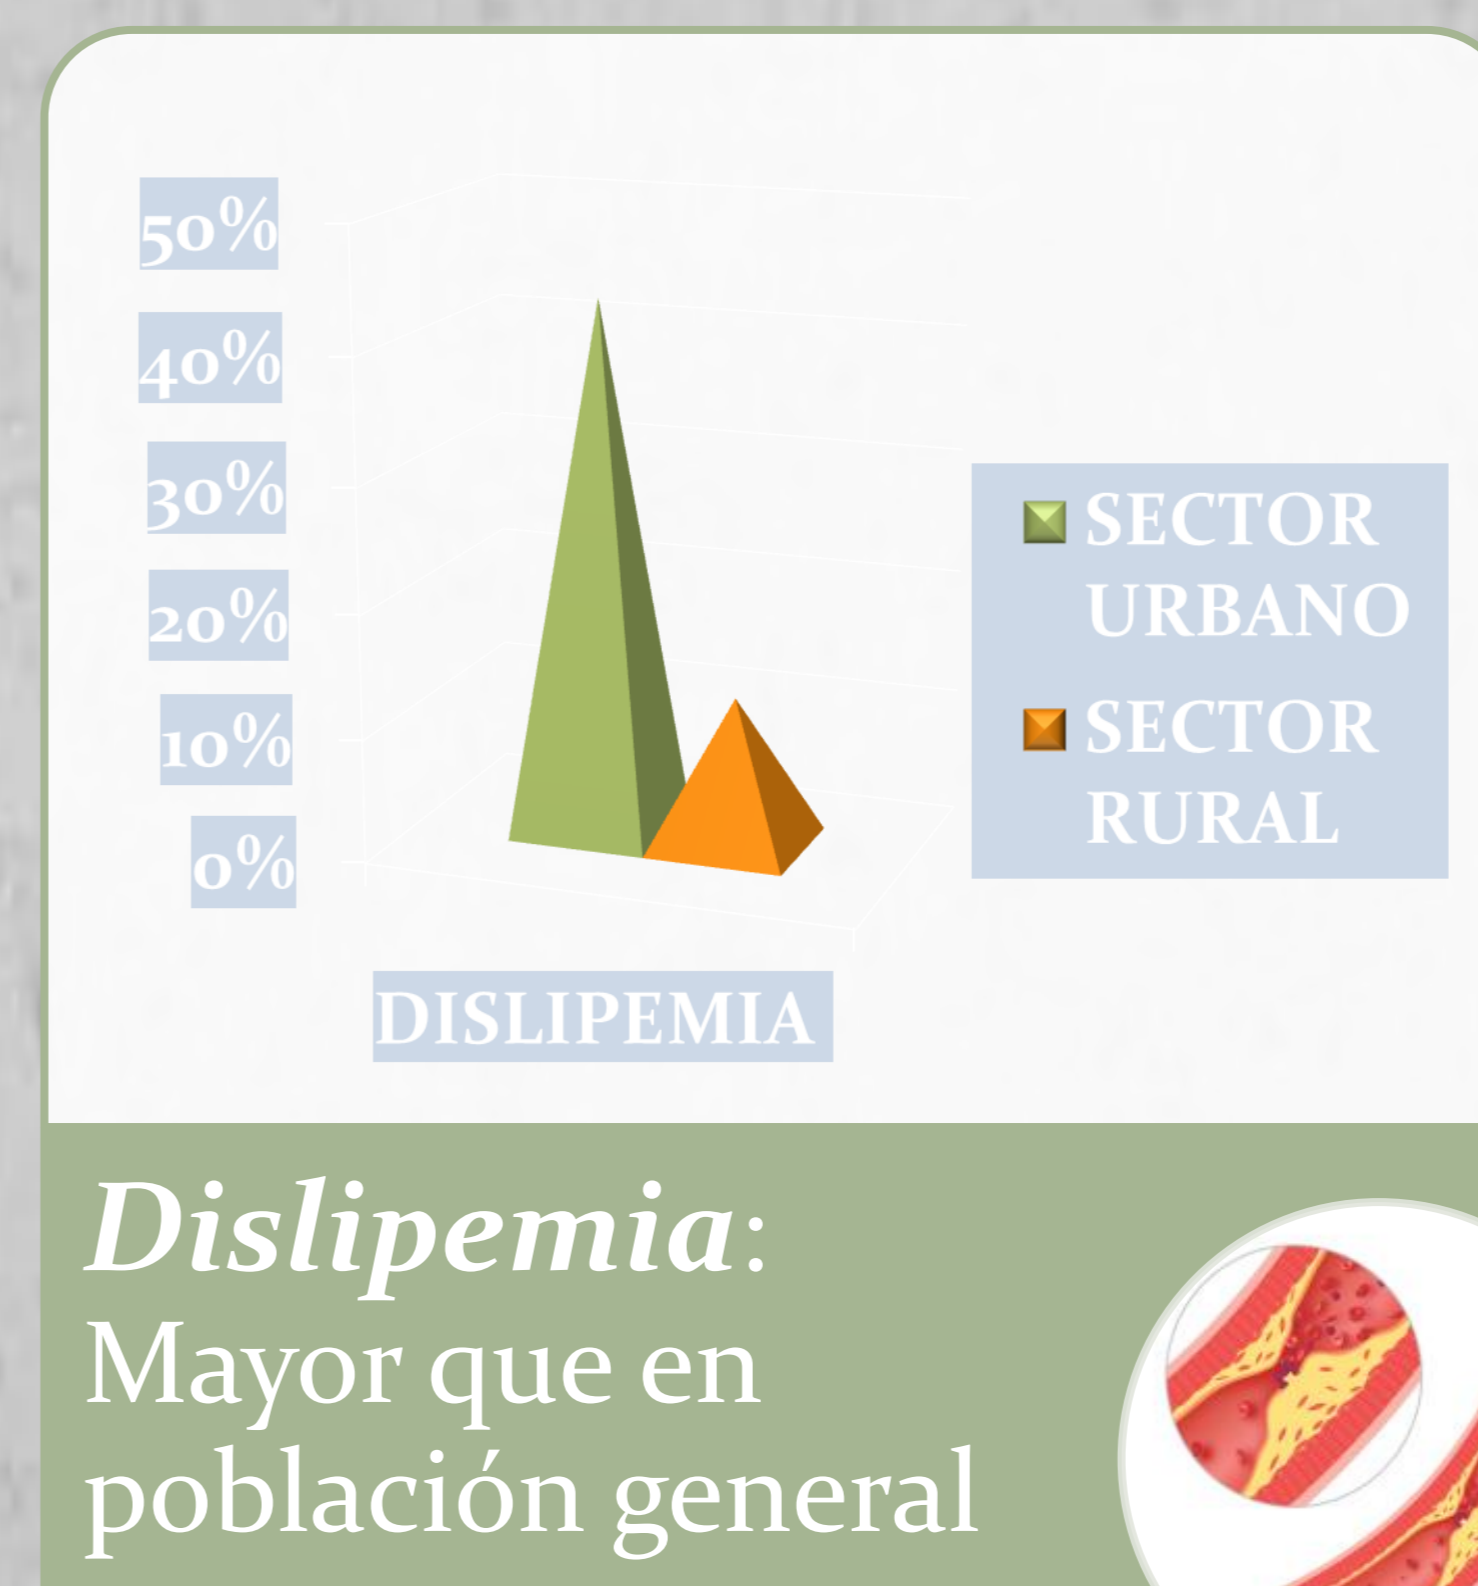 50%
40%
30%
20%
10%
0%
SECTOR
URBANO
SECTOR
RURAL
DISLIPEMIA
Dislipemia:
Mayor que en
población general